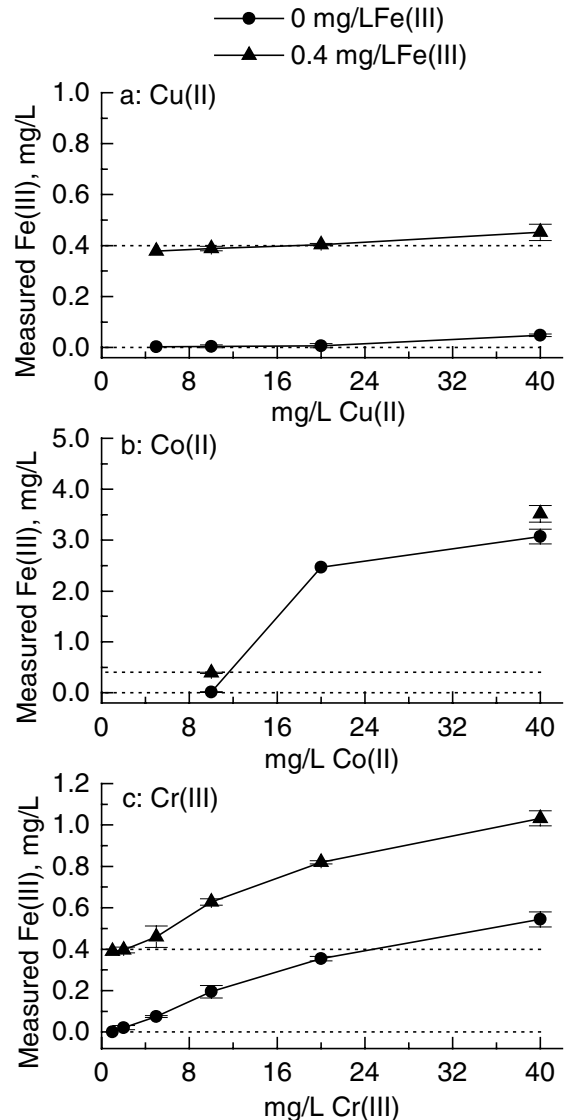 0 mg/LFe(III)
0.4 mg/LFe(III)
a: Cu(II)
Measured Fe(III), mg/L
1.0
0.8
0.6
0.4
0.2
0.0
0 8 16 24 32 40
mg/L Cu(II)
b: Co(II)
Measured Fe(III), mg/L
5.0
4.0
3.0
2.0
1.0
0.0
0 8 16 24 32 40
mg/L Co(II)
c: Cr(III)
Measured Fe(III), mg/L
1.2
1.0
0.8
0.6
0.4
0.2
0.0
0 8 16 24 32 40
mg/L Cr(III)